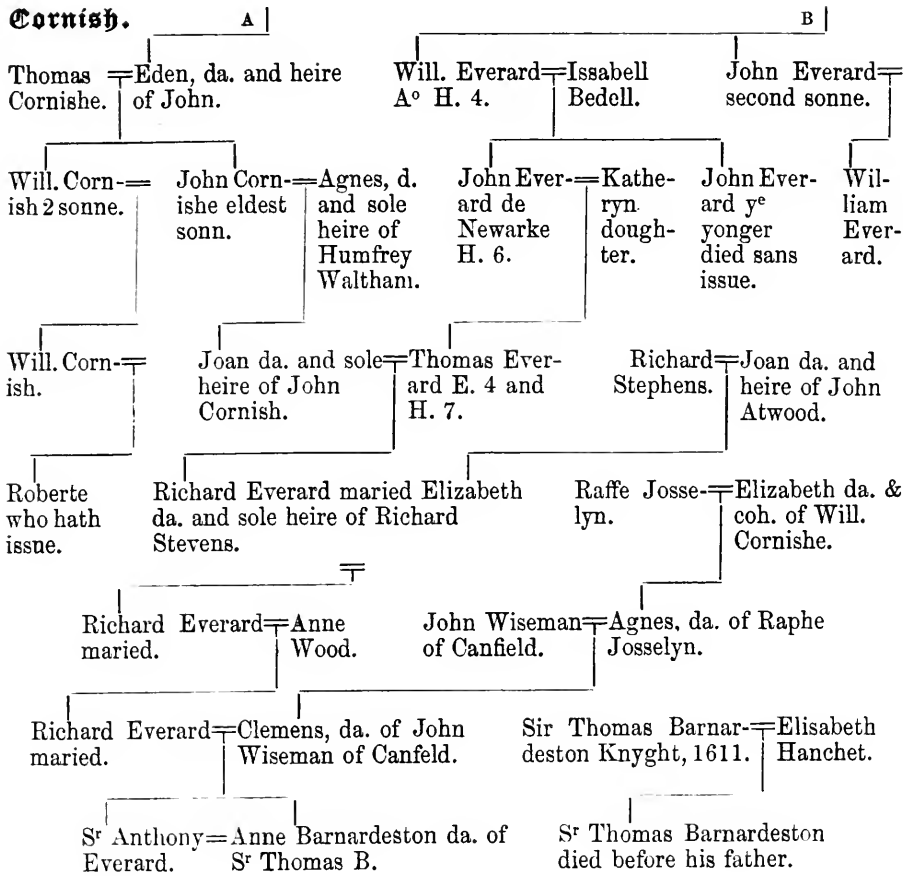 Cornish.
A
B
Thomas Cornishe.
Eden, da. and heire of John.
Will. Everard Aº H. 4.
Issabell Bedell.
John Everard second sonne.
Will. Corn-
ish 2 sonne.
John Corn-
ishe eldest
sonn.
Agnes, d.
and sole
heire of
Humfrey
Waltham.
John Ever-
ard de
Newarke
H. 6.
Kathe-
ryn
dough-
ter.
John Ever-
ard yᵉ
yonger
died sans
issue.
Wil-
liam
Ever-
ard.
Will. Corn-
ish.
Joan da. and sole
heire of John
Cornish.
Thomas Ever-
ard E. 4 and
H. 7.
Richard
Stephens.
Joan da. and
heire of John
Atwood.
Roberte
who hath
issue.
Richard Everard maried Elizabeth
da. and sole heire of Richard
Stevens.
Raffe Josse-
lyn.
Elizabeth da. &
coh. of Will.
Cornishe.
Richard Everard
maried.
Anne
Wood.
John Wiseman
of Canfield.
Agnes, da. of Raphe
Josselyn.
Richard Everard
maried.
Clemens, da. of John
Wiseman of Canfeld.
Sir Thomas Barnar-
deston Knyght, 1611.
Elisabeth
Hanchet.
Sʳ Anthony
Everard.
Anne Barnardeston da. of
Sʳ Thomas B.
Sʳ Thomas Barnardeston
died before his father.